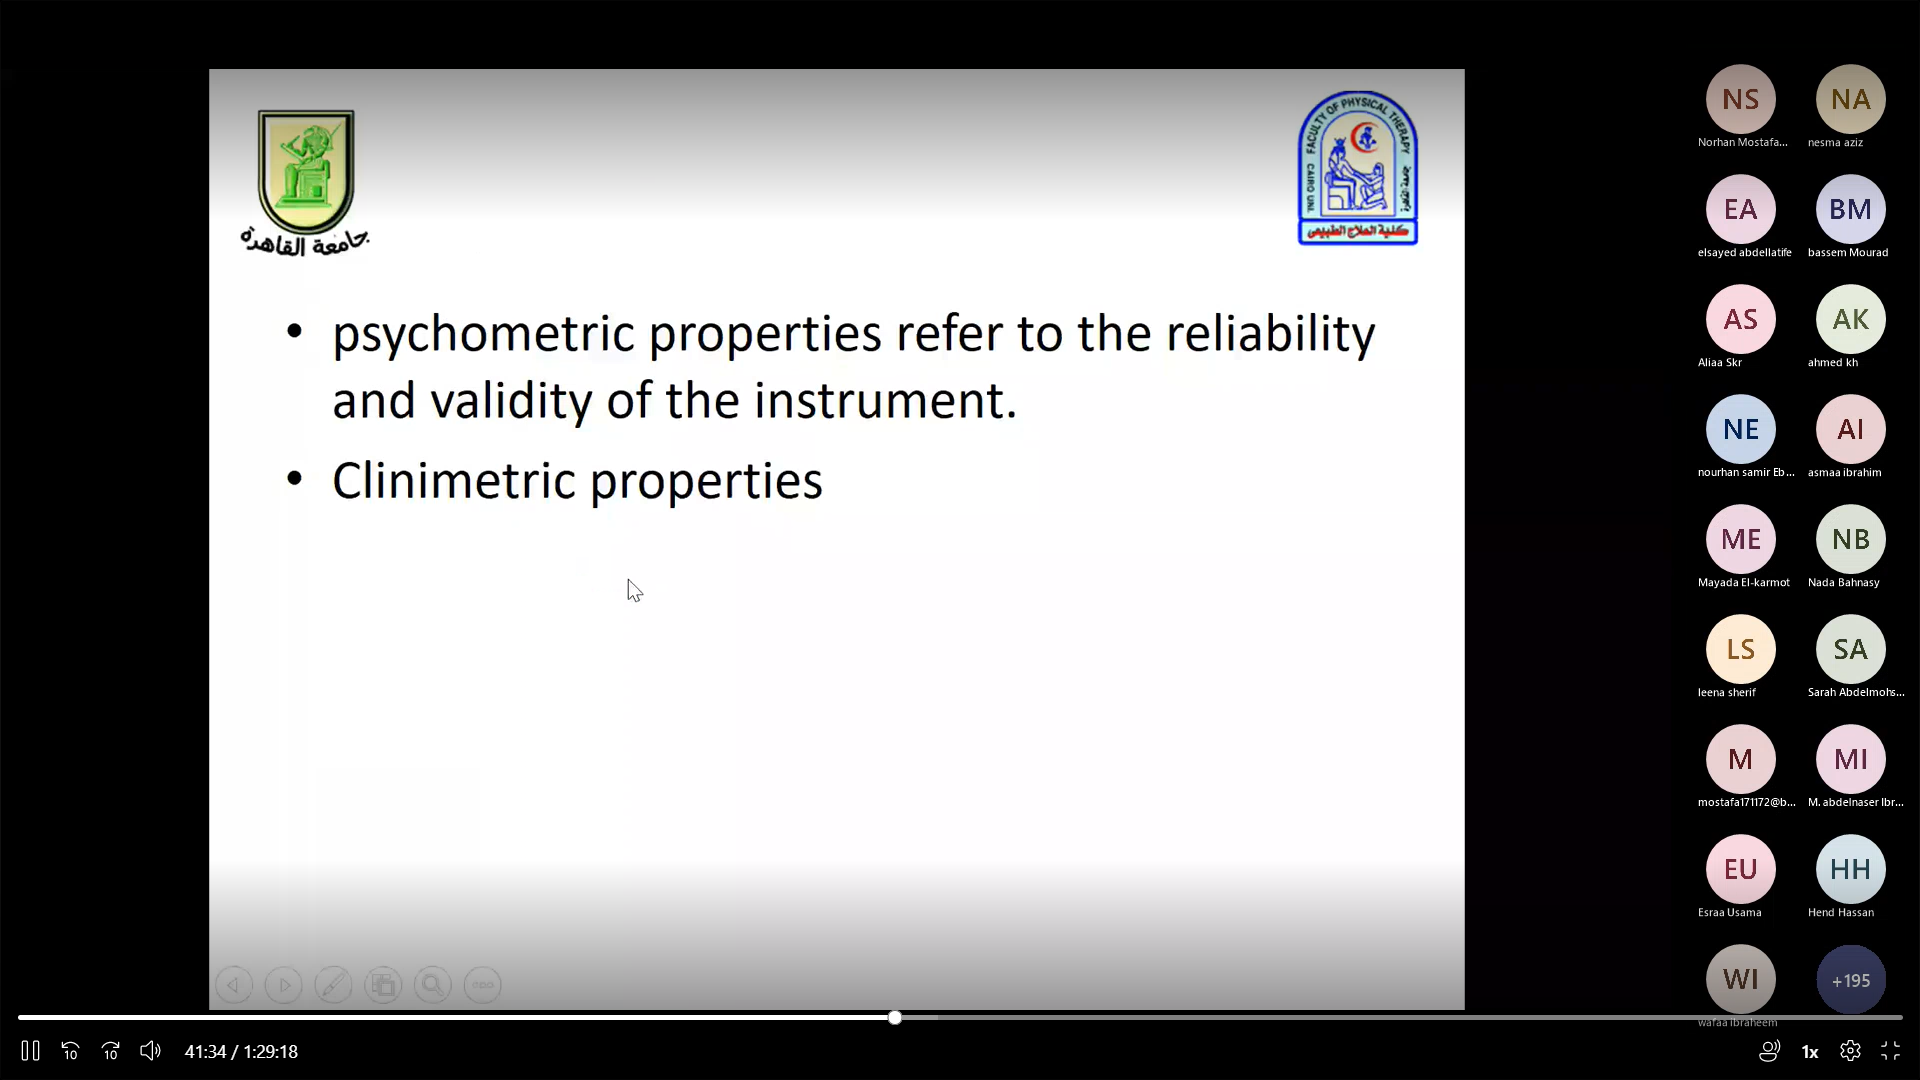 جامعة القاهرة
FACULTY OF PHYSICAL THERAPY
CAIRO UNI.
جامعة القاهرة
كلية العلاج الطبيعى
• psychometric properties refer to the reliability
and validity of the instrument.
• Clinimetric properties
NS
NA
Norhan Mostafa...
nesma aziz
EA
BM
elsayed abdellatife
bassem Mourad
AS
AK
Aliaa Skr
ahmed kh
NE
AI
nourhan samir Eb...
asmaa ibrahim
ME
NB
Mayada El-karmot
Nada Bahnasy
LS
SA
leena sherif
Sarah Abdelmohs...
M
MI
mostafa171172@b...
M. abdelnaser Ibr...
EU
HH
Esraa Usama
Hend Hassan
WI
+195
wafaa ibraheem
10
10
41:34 / 1:29:18
1x